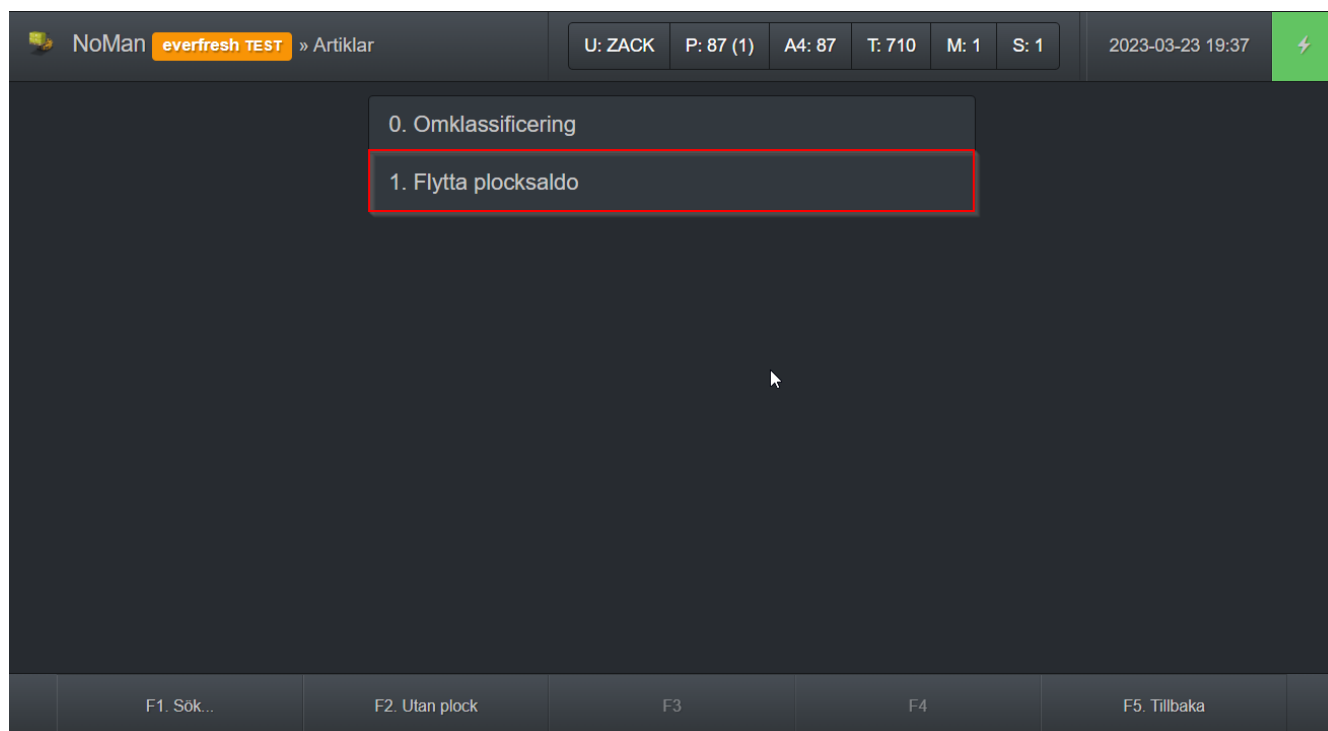 NoMan everfresh TEST » Artiklar U: ZACK P: 87 (1) A4: 87 T: 710 M: 1 S: 1 2023-03-23 19:37
0. Omklassificering
1. Flytta plocksaldo
F1. Sök... F2. Utan plock F3 F4 F5. Tillbaka